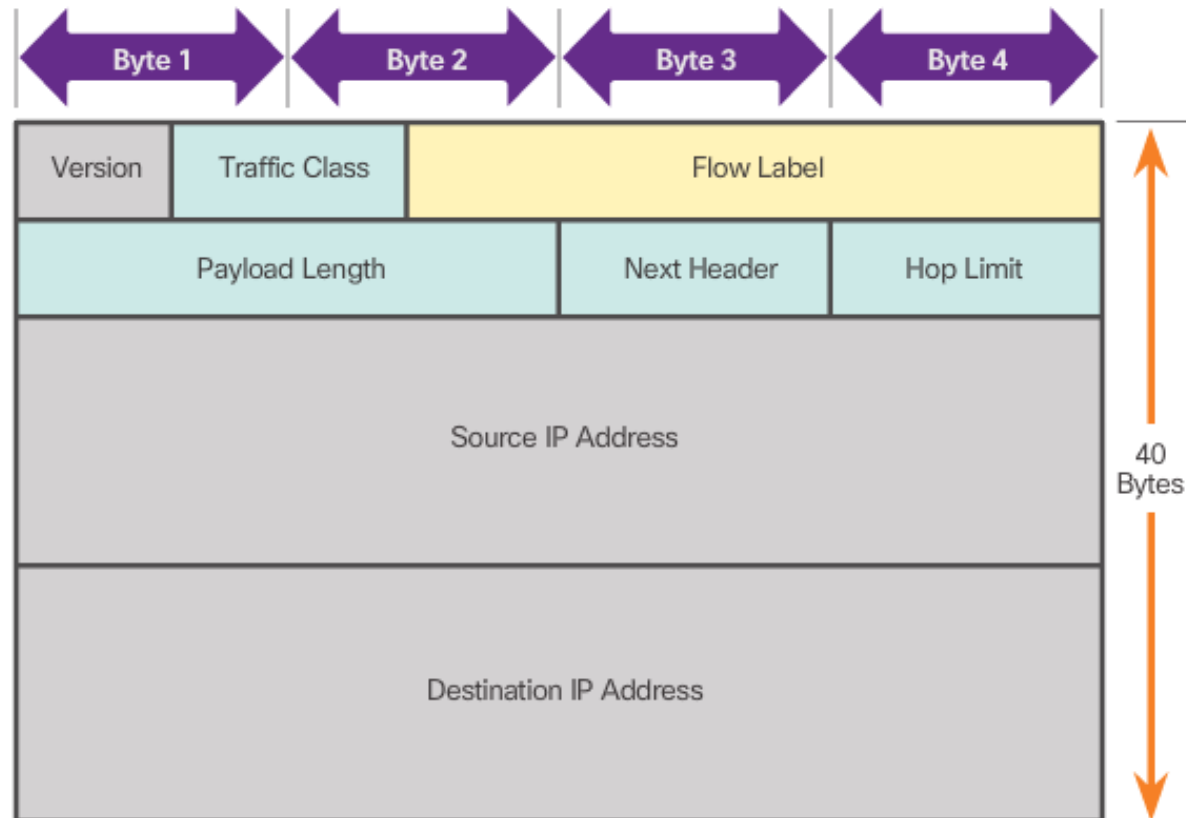 Byte 1 Byte 2 Byte 3 Byte 4
Version Traffic Class Flow Label
Payload Length Next Header Hop Limit
Source IP Address
40
Bytes
Destination IP Address